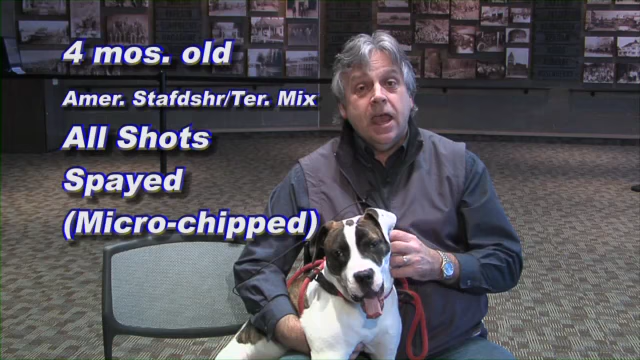 4 mos. old
Amer. Stafdshr/Ter. Mix
All Shots
Spayed
(Micro-chipped)